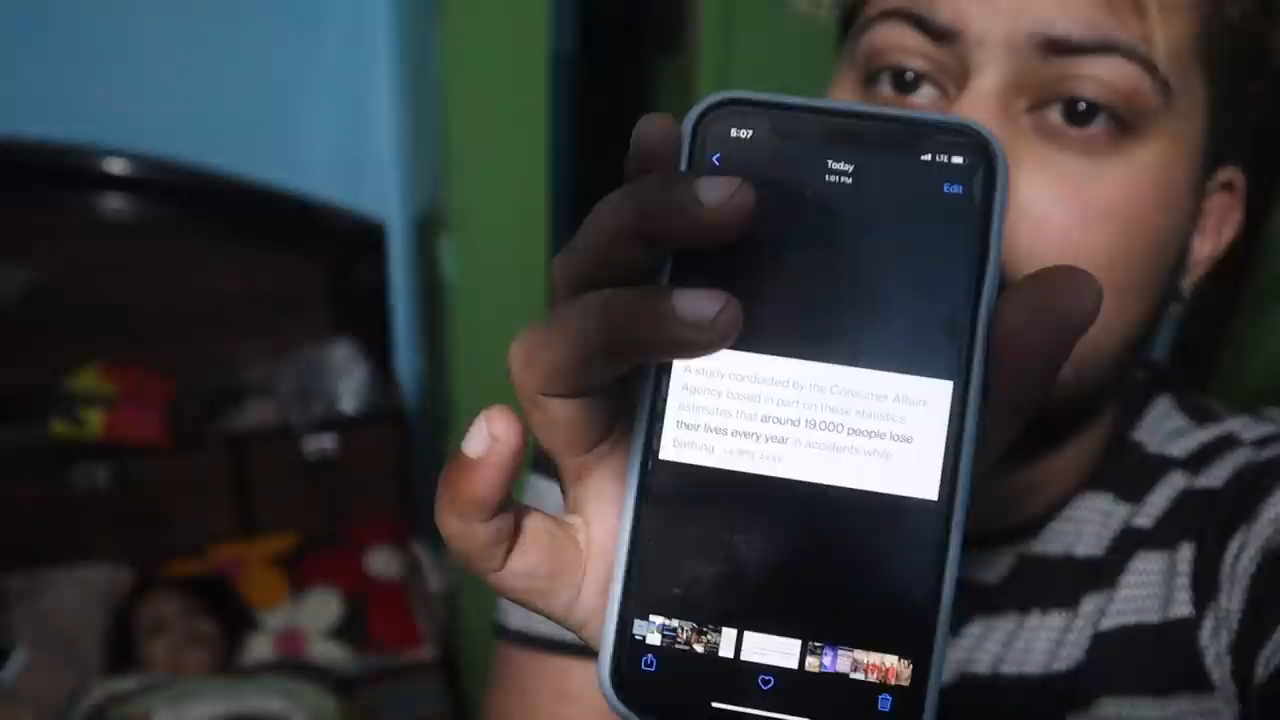 5:07
LTE
Today
1:01 PM
Edit
A study conducted by the Consumer Affairs
Agency based in part on these statistics
estimates that around 19,000 people lose
their lives every year in accidents while
bathing.